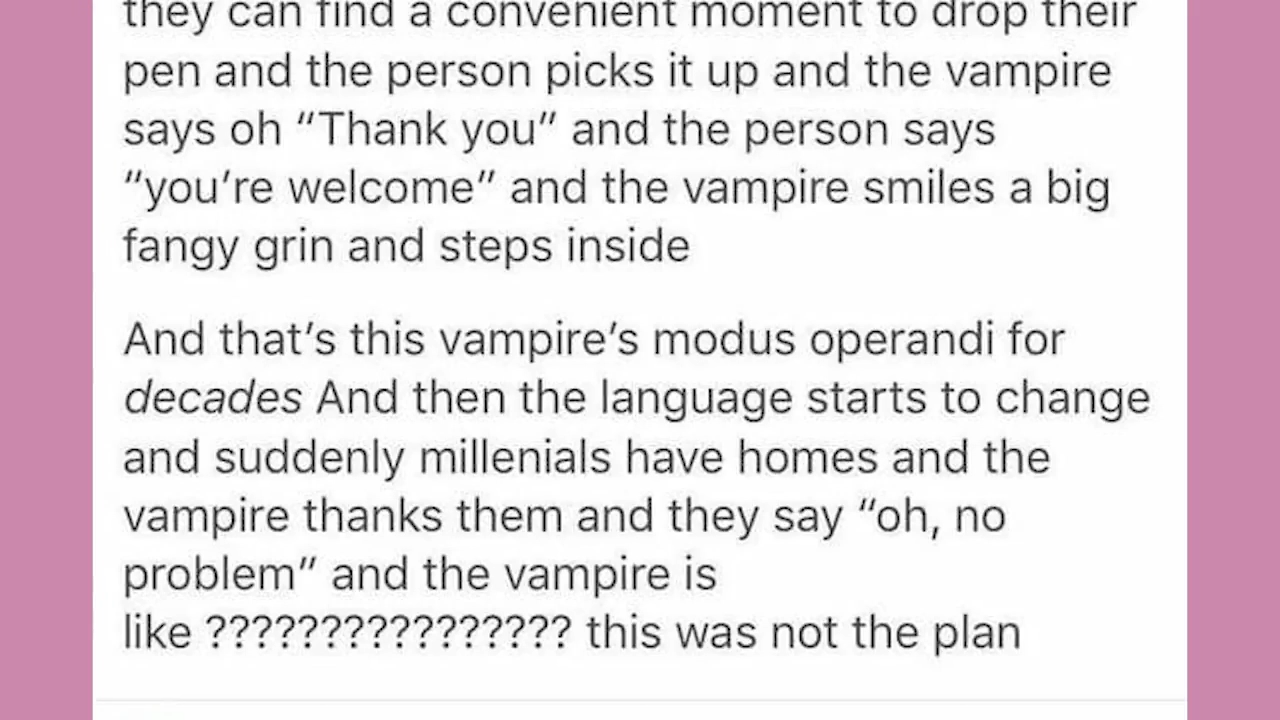 they can find a convenient moment to drop their
pen and the person picks it up and the vampire
says oh “Thank you” and the person says
“you’re welcome” and the vampire smiles a big
fangy grin and steps inside
And that’s this vampire’s modus operandi for
decades And then the language starts to change
and suddenly millenials have homes and the
vampire thanks them and they say “oh, no
problem” and the vampire is
like ???????????????? this was not the plan